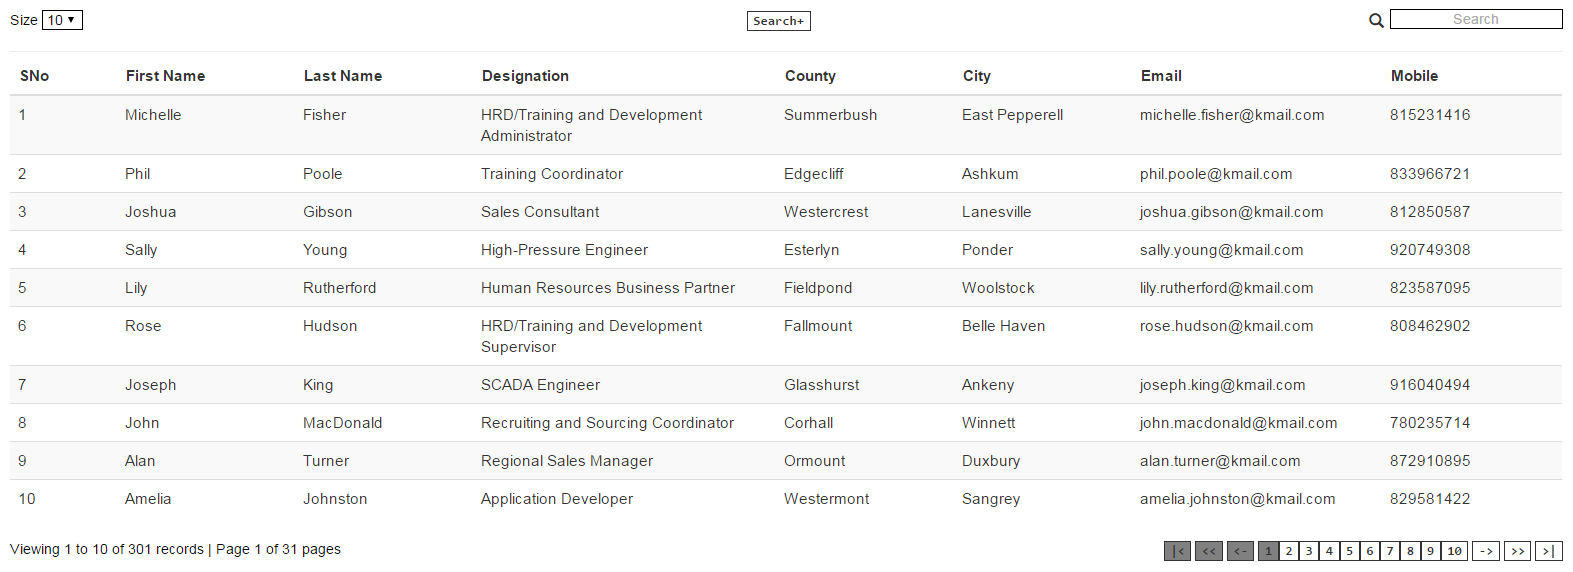 Size 10 ▼ Search+ Search
SNo First Name Last Name Designation County City Email Mobile
1 Michelle Fisher HRD/Training and Development Administrator Summerbush East Pepperell michelle.fisher@kmail.com 815231416
2 Phil Poole Training Coordinator Edgecliff Ashkum phil.poole@kmail.com 833966721
3 Joshua Gibson Sales Consultant Westercrest Lanesville joshua.gibson@kmail.com 812850587
4 Sally Young High-Pressure Engineer Esterlyn Ponder sally.young@kmail.com 920749308
5 Lily Rutherford Human Resources Business Partner Fieldpond Woolstock lily.rutherford@kmail.com 823587095
6 Rose Hudson HRD/Training and Development Supervisor Fallmount Belle Haven rose.hudson@kmail.com 808462902
7 Joseph King SCADA Engineer Glasshurst Ankeny joseph.king@kmail.com 916040494
8 John MacDonald Recruiting and Sourcing Coordinator Corhall Winnett john.macdonald@kmail.com 780235714
9 Alan Turner Regional Sales Manager Ormount Duxbury alan.turner@kmail.com 872910895
10 Amelia Johnston Application Developer Westermont Sangrey amelia.johnston@kmail.com 829581422
Viewing 1 to 10 of 301 records | Page 1 of 31 pages |< << <- 1 2 3 4 5 6 7 8 9 10 -> >> >|